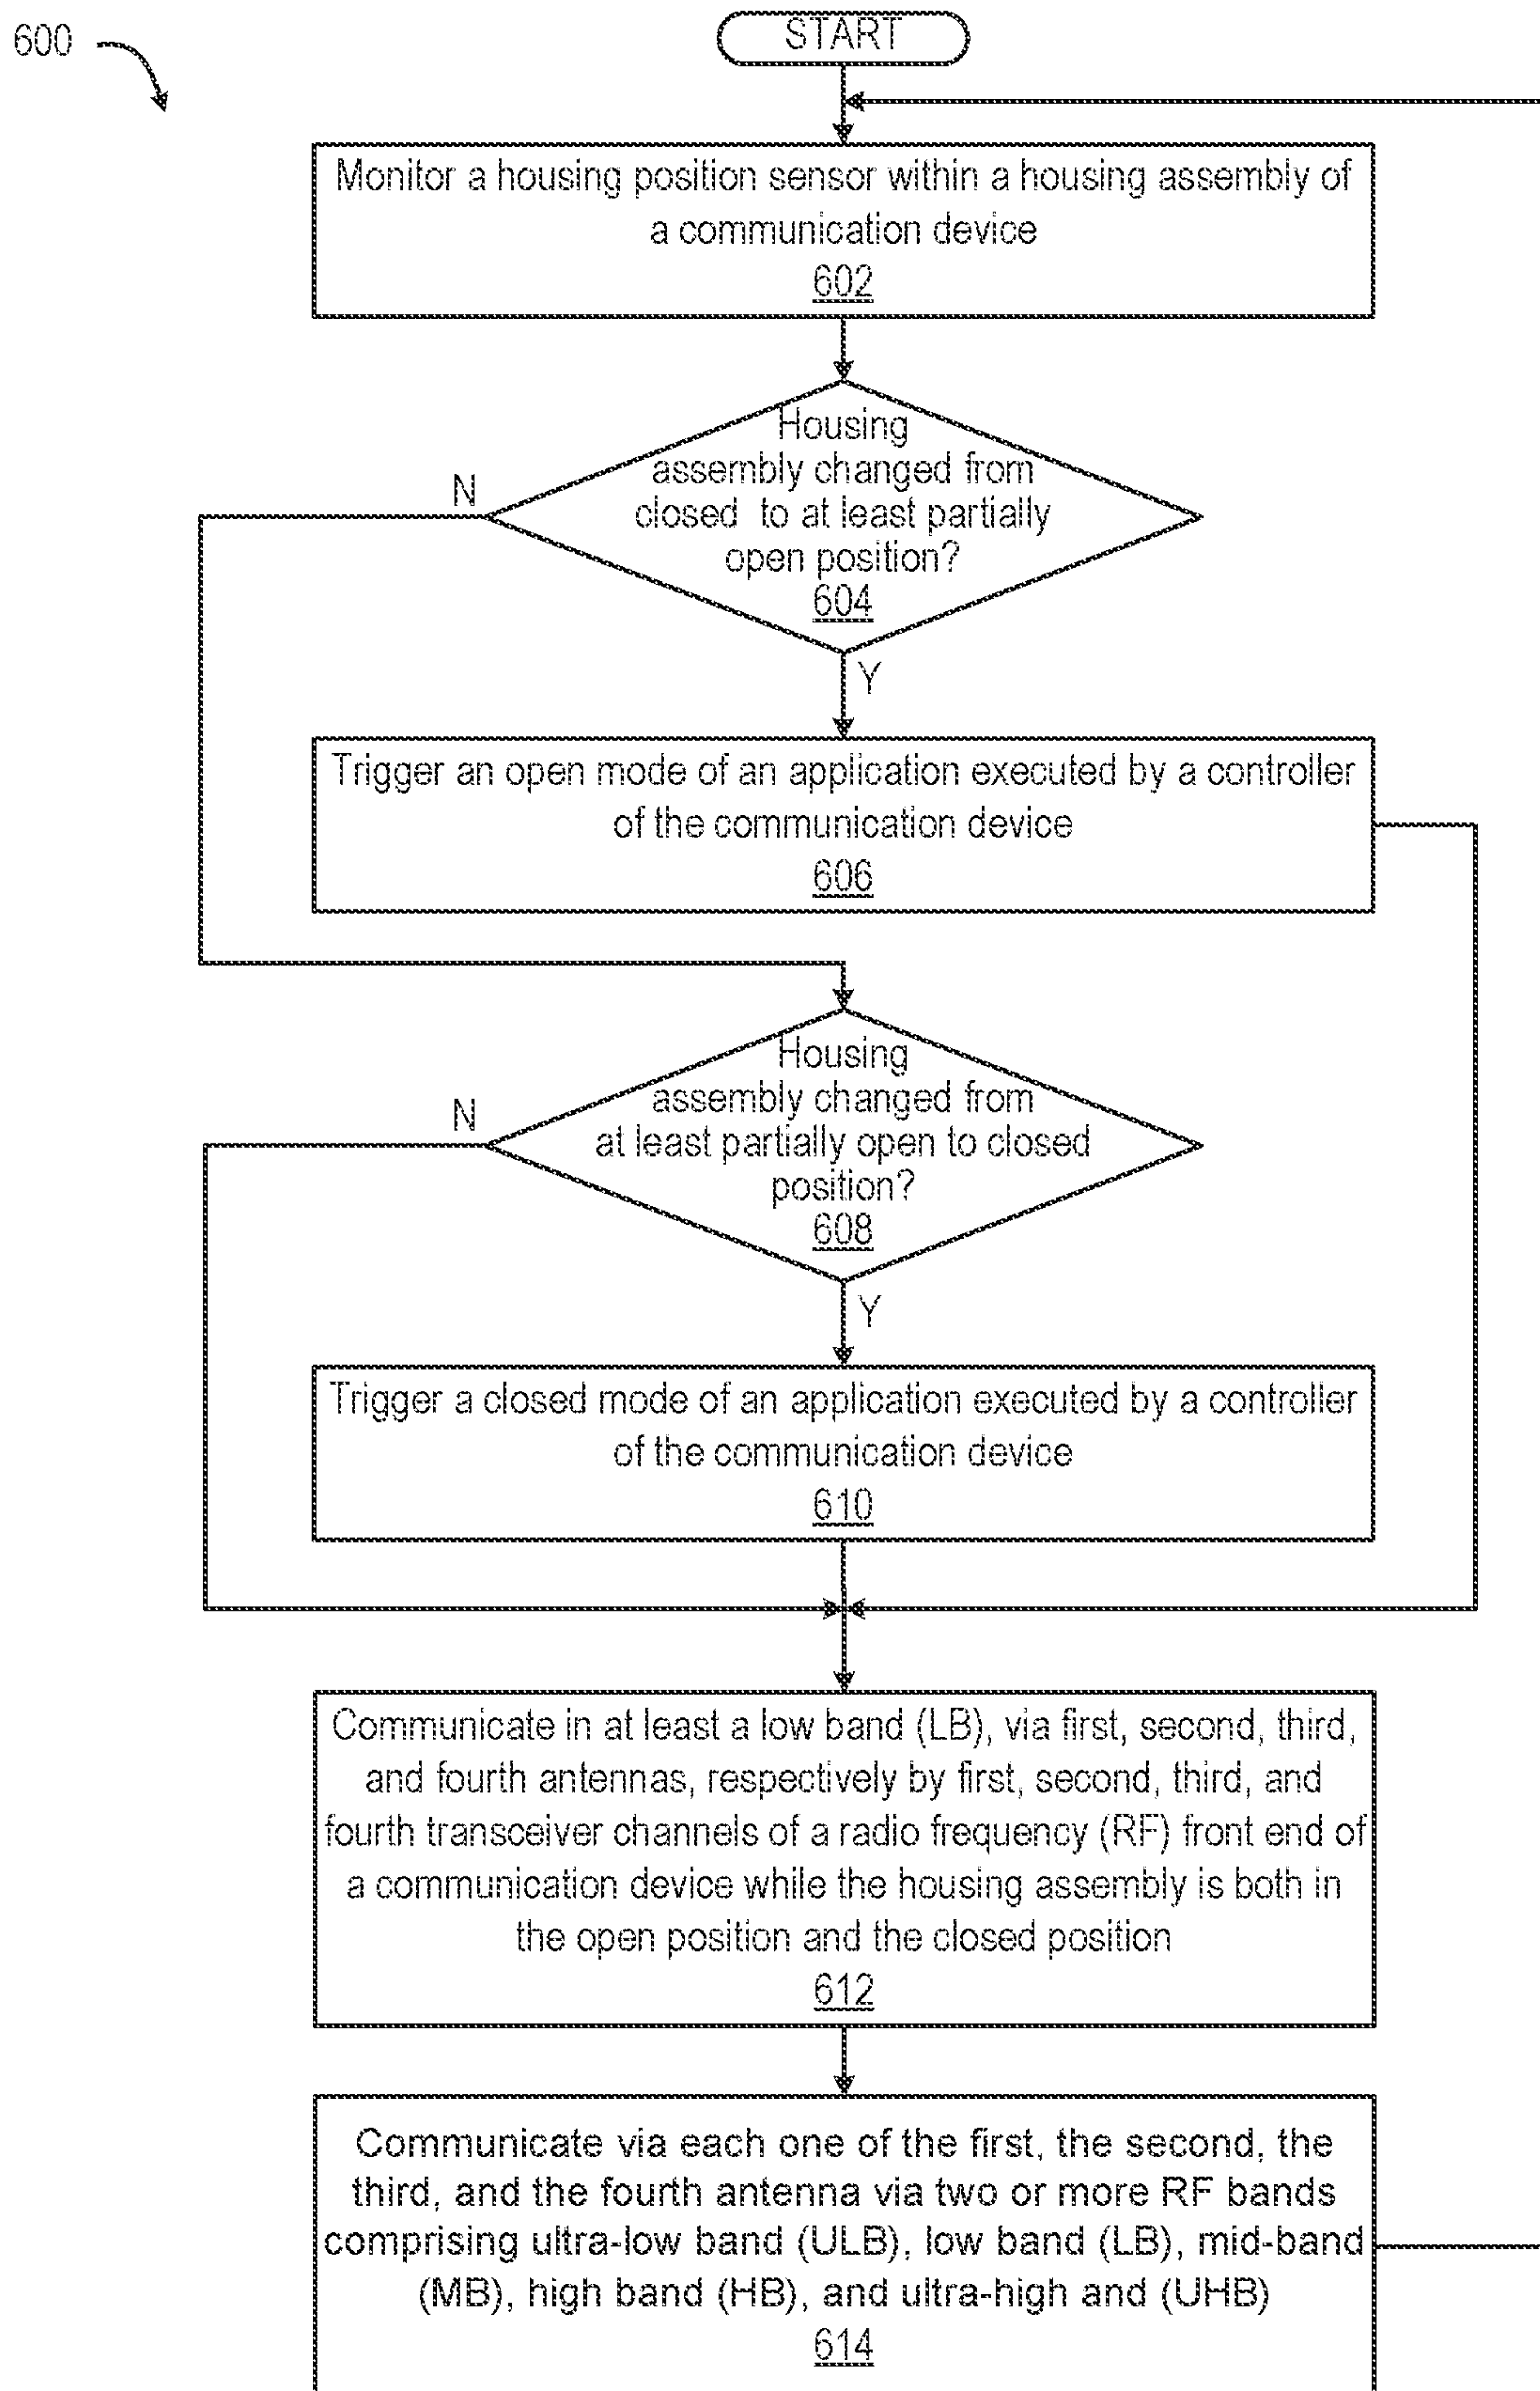 600
START
Monitor a housing position sensor within a housing assembly of
a communication device
602
Housing
assembly changed from
closed to at least partially
open position?
604
N
Y
Trigger an open mode of an application executed by a controller
of the communication device
606
Housing
assembly changed from
at least partially open to closed
position?
608
N
Y
Trigger a closed mode of an application executed by a controller
of the communication device
610
Communicate in at least a low band (LB), via first, second, third,
and fourth antennas, respectively by first, second, third, and
fourth transceiver channels of a radio frequency (RF) front end of
a communication device while the housing assembly is both in
the open position and the closed position
612
Communicate via each one of the first, the second, the
third, and the fourth antenna via two or more RF bands
comprising ultra-low band (ULB), low band (LB), mid-band
(MB), high band (HB), and ultra-high and (UHB)
614